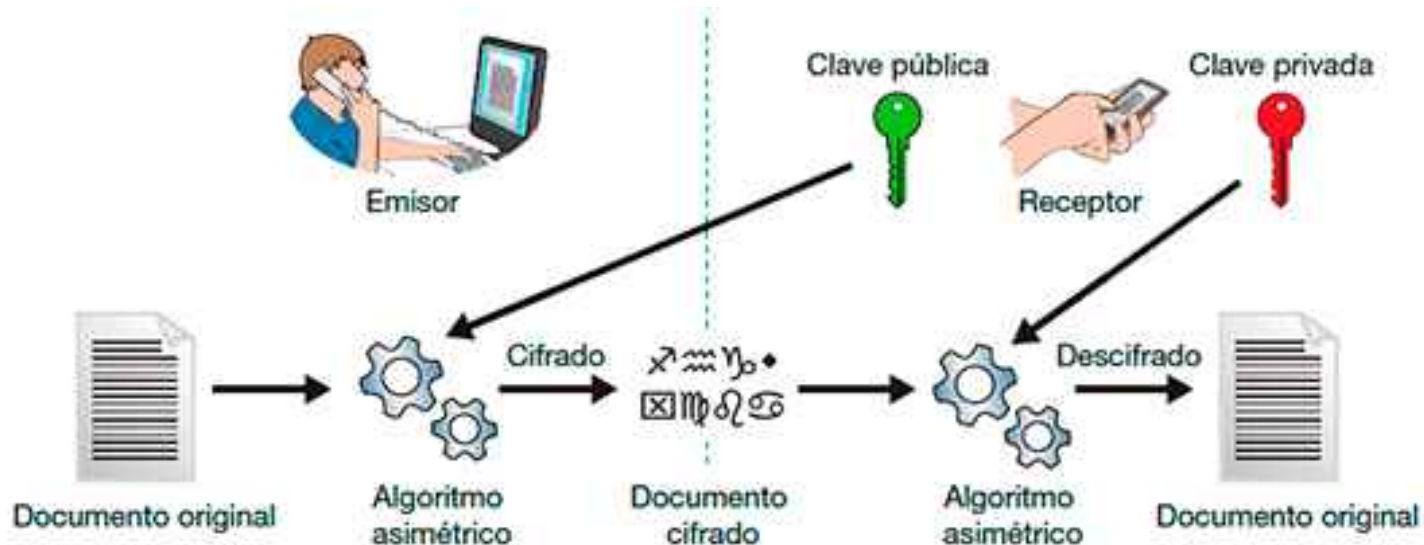 Clave pública
Clave privada
Emisor
Receptor
Cifrado
Descifrado
Documento original
Algoritmo
asimétrico
Documento
cifrado
Algoritmo
asimétrico
Documento original